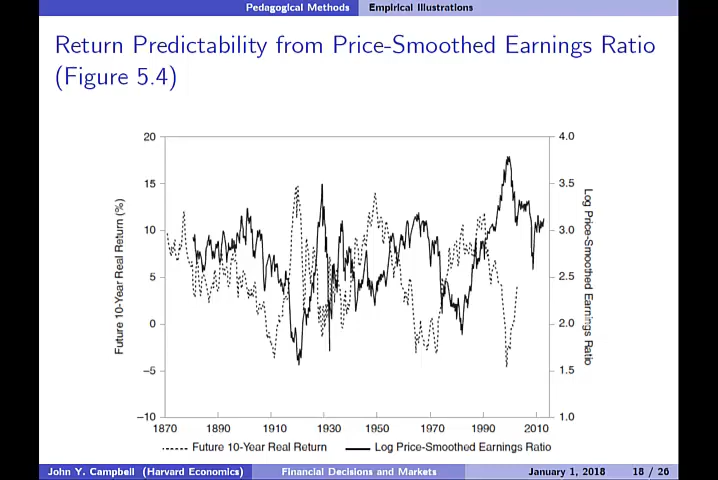 Pedagogical Methods Empirical Illustrations
Return Predictability from Price-Smoothed Earnings Ratio
(Figure 5.4)
20
15
10
5
0
−5
−10
Future 10-Year Real Return (%)
4.0
3.5
3.0
2.5
2.0
1.5
1.0
Log Price-Smoothed Earnings Ratio
1870 1890 1910 1930 1950 1970 1990 2010
Future 10-Year Real Return Log Price-Smoothed Earnings Ratio
John Y. Campbell (Harvard Economics) Financial Decisions and Markets January 1, 2018 18 / 26